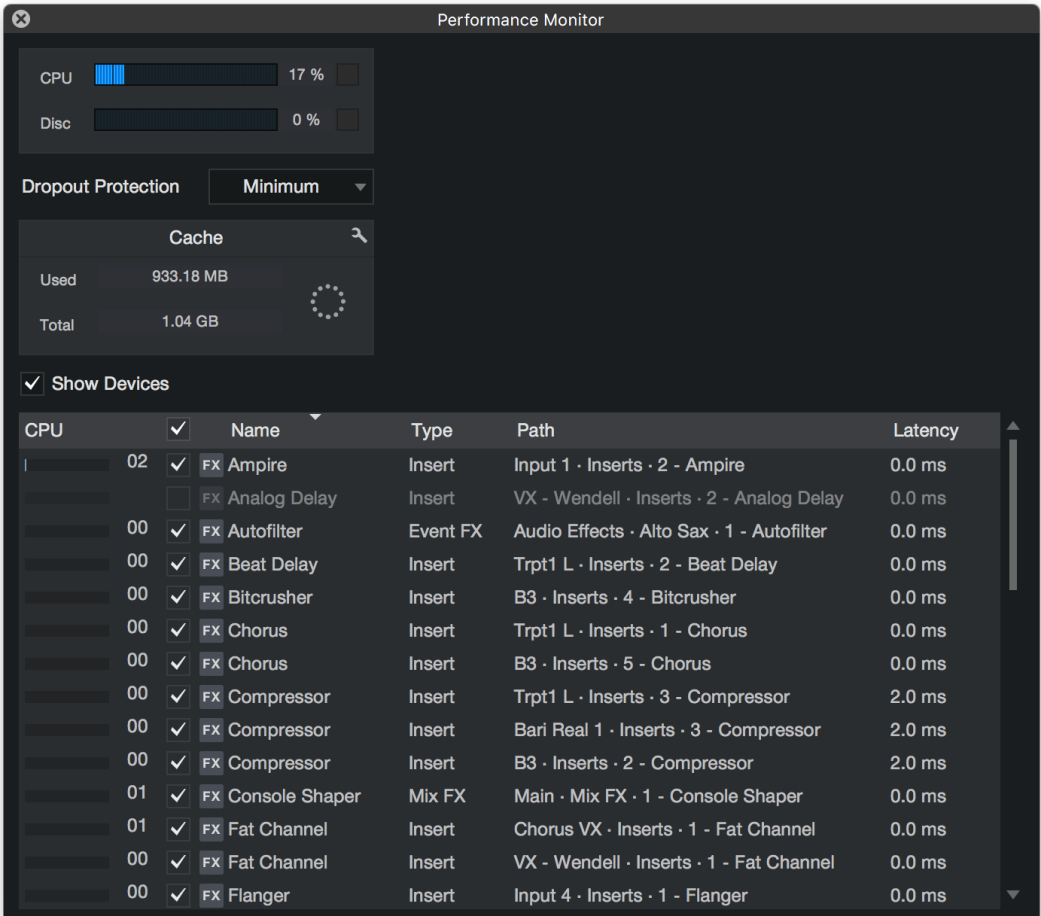 Performance Monitor
CPU 17 %
Disc 0 %
Dropout Protection Minimum
Cache
Used 933.18 MB
Total 1.04 GB
Show Devices
CPU Name Type Path Latency
02 FX Ampire Insert Input 1 · Inserts · 2 - Ampire 0.0 ms
FX Analog Delay Insert VX - Wendell · Inserts · 2 - Analog Delay 0.0 ms
00 FX Autofilter Event FX Audio Effects · Alto Sax · 1 - Autofilter 0.0 ms
00 FX Beat Delay Insert Trpt1 L · Inserts · 2 - Beat Delay 0.0 ms
00 FX Bitcrusher Insert B3 · Inserts · 4 - Bitcrusher 0.0 ms
00 FX Chorus Insert Trpt1 L · Inserts · 1 - Chorus 0.0 ms
00 FX Chorus Insert B3 · Inserts · 5 - Chorus 0.0 ms
00 FX Compressor Insert Trpt1 L · Inserts · 3 - Compressor 2.0 ms
00 FX Compressor Insert Bari Real 1 · Inserts · 3 - Compressor 2.0 ms
00 FX Compressor Insert B3 · Inserts · 2 - Compressor 2.0 ms
01 FX Console Shaper Mix FX Main · Mix FX · 1 - Console Shaper 0.0 ms
01 FX Fat Channel Insert Chorus VX · Inserts · 1 - Fat Channel 0.0 ms
00 FX Fat Channel Insert VX - Wendell · Inserts · 1 - Fat Channel 0.0 ms
00 FX Flanger Insert Input 4 · Inserts · 1 - Flanger 0.0 ms